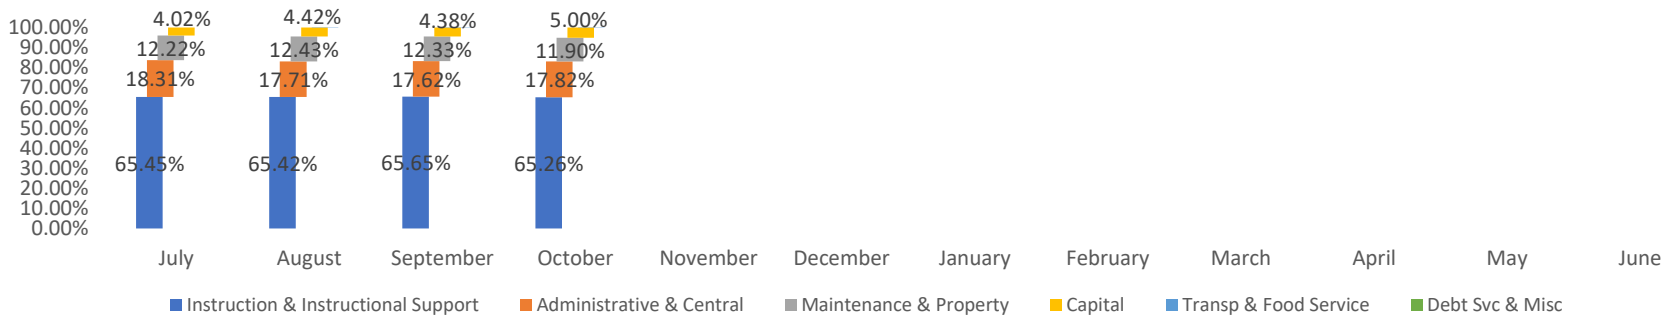 4.02% 4.42% 4.38% 5.00%
100.00%
90.00%
12.22% 12.43% 12.33% 11.90%
80.00%
18.31% 17.71% 17.62% 17.82%
70.00%
60.00%
50.00%
40.00%
65.45% 65.42% 65.65% 65.26%
30.00%
20.00%
10.00%
0.00%
July August September October November December January February March April May June
Instruction & Instructional Support Administrative & Central Maintenance & Property Capital Transp & Food Service Debt Svc & Misc